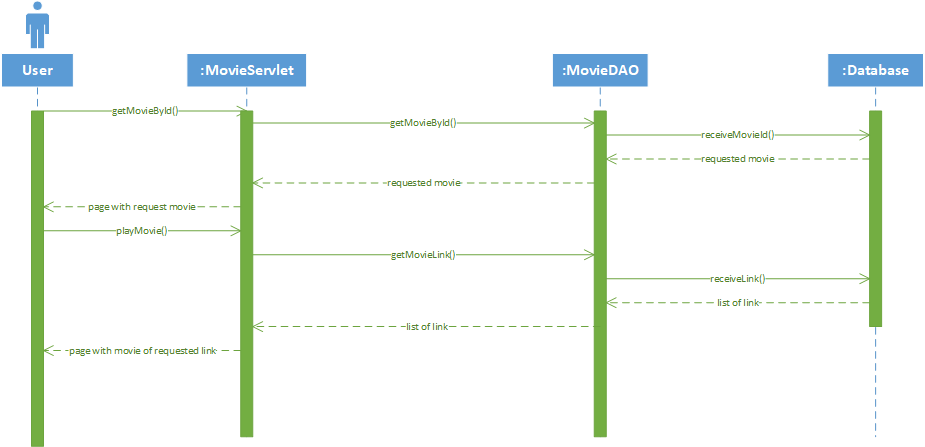 User
:MovieServlet
:MovieDAO
:Database
getMovieById()
getMovieById()
receiveMovieId()
requested movie
requested movie
page with request movie
playMovie()
getMovieLink()
receiveLink()
list of link
list of link
page with movie of requested link